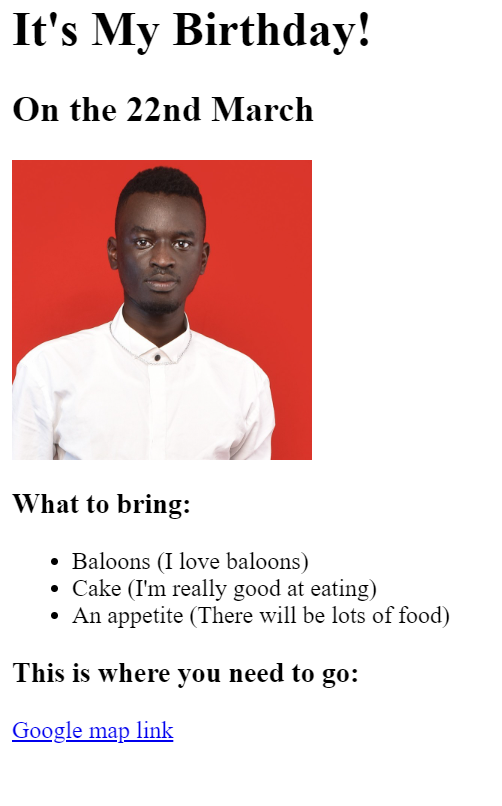 It's My Birthday!
On the 22nd March
What to bring:
Baloons (I love baloons)
Cake (I'm really good at eating)
An appetite (There will be lots of food)
This is where you need to go:
Google map link